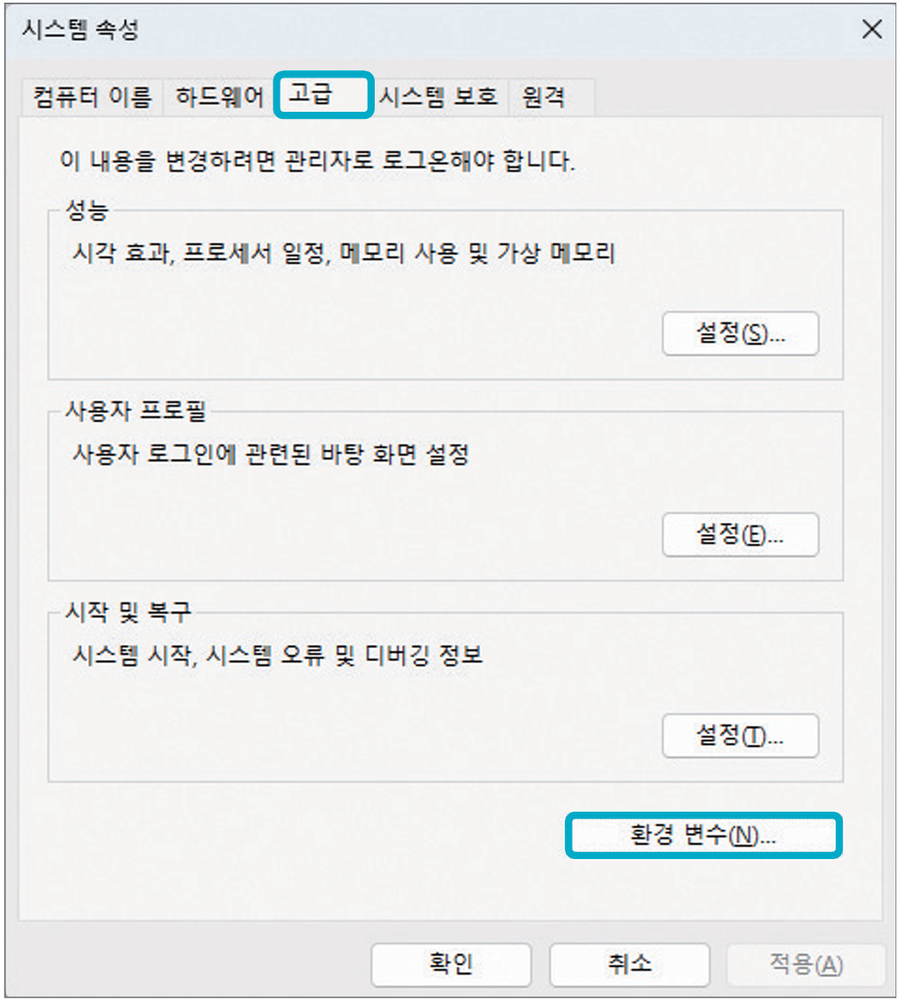 시스템 속성
컴퓨터 이름 하드웨어 고급 시스템 보호 원격
이 내용을 변경하려면 관리자로 로그온해야 합니다.
성능
시각 효과, 프로세서 일정, 메모리 사용 및 가상 메모리
설정(S)...
사용자 프로필
사용자 로그인에 관련된 바탕 화면 설정
설정(E)...
시작 및 복구
시스템 시작, 시스템 오류 및 디버깅 정보
설정(T)...
환경 변수(N)...
확인 취소 적용(A)